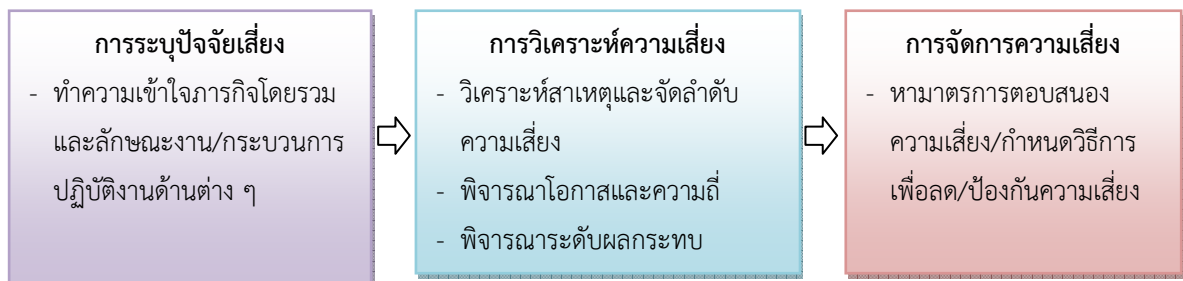 การระบุปัจจัยเสี่ยง
- ทำความเข้าใจภารกิจโดยรวม
และลักษณะงาน/กระบวนการ
ปฏิบัติงานด้านต่าง ๆ
การวิเคราะห์ความเสี่ยง
- วิเคราะห์สาเหตุและจัดลำดับ
ความเสี่ยง
- พิจารณาโอกาสและความถี่
- พิจารณาระดับผลกระทบ
การจัดการความเสี่ยง
- หามาตรการตอบสนอง
ความเสี่ยง/กำหนดวิธีการ
เพื่อลด/ป้องกันความเสี่ยง